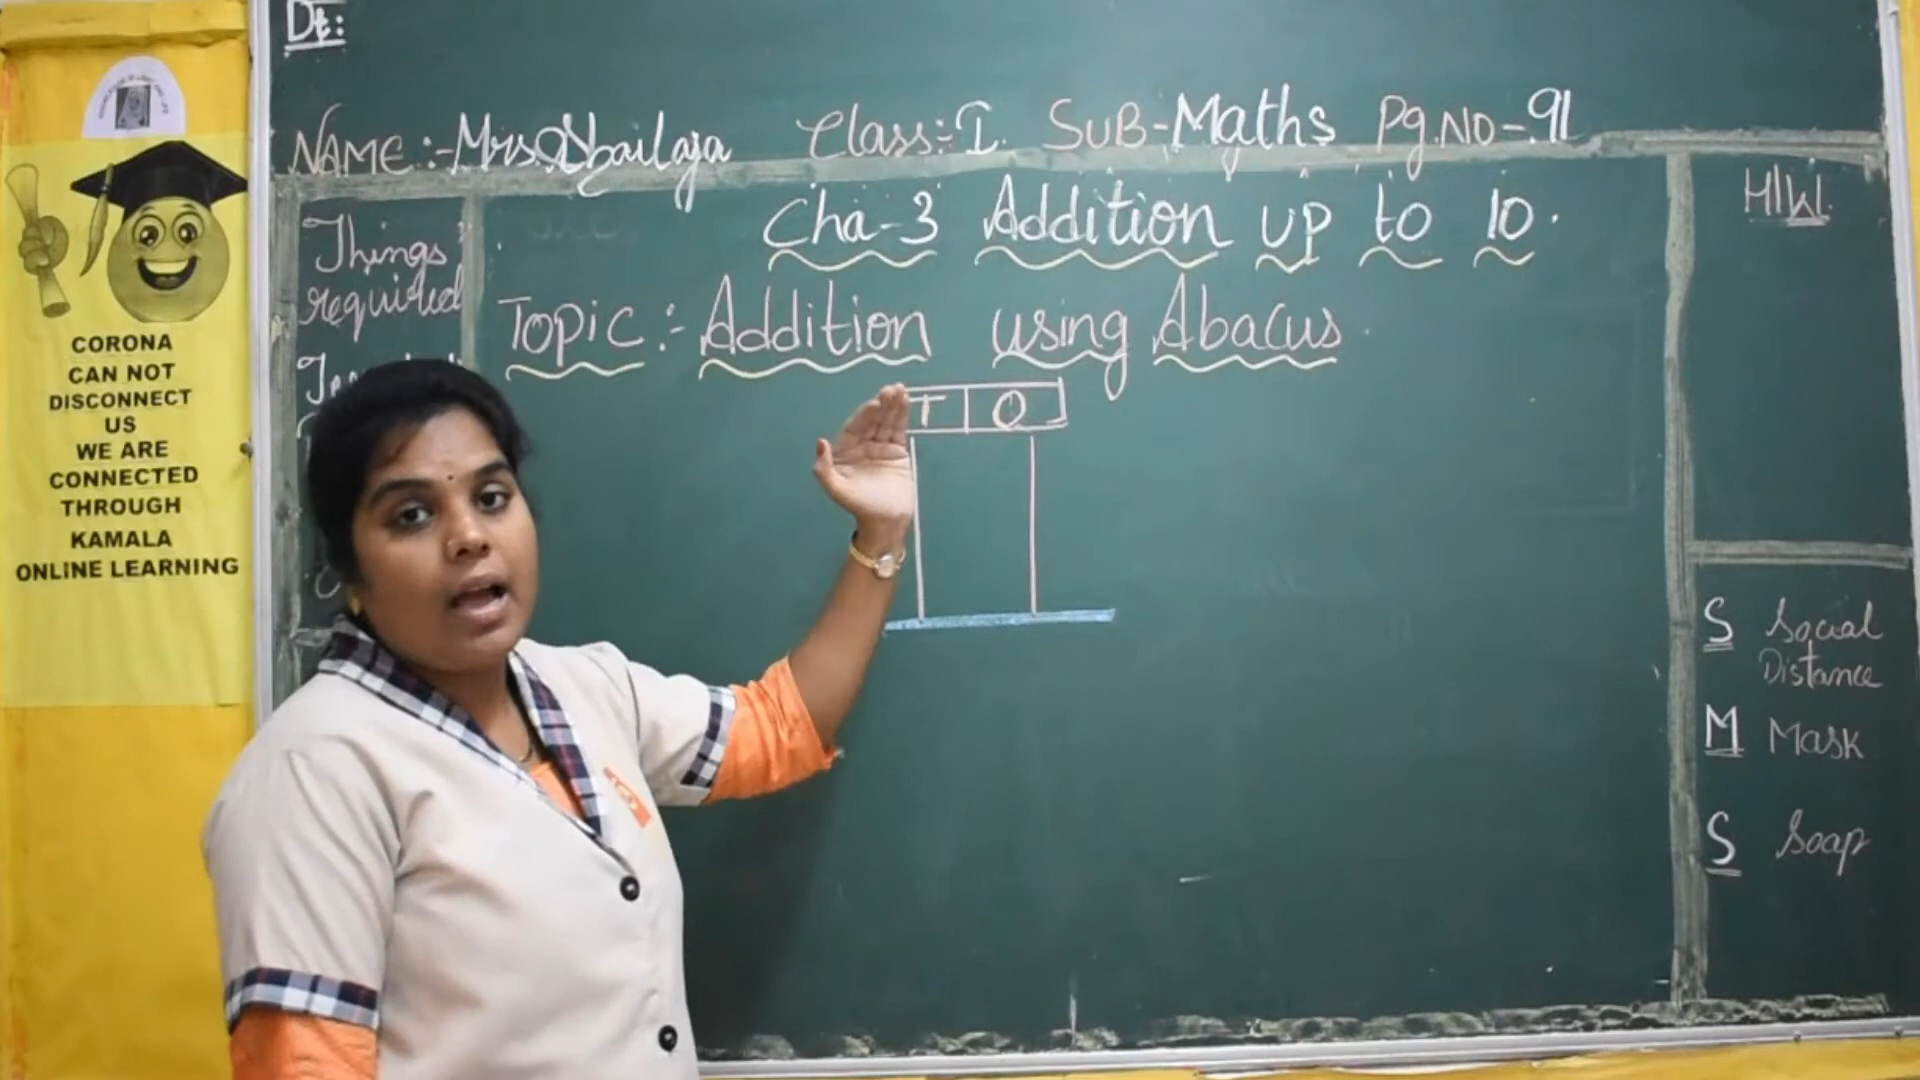 CORONA
CAN NOT
DISCONNECT
US
WE ARE
CONNECTED
THROUGH
KAMALA
ONLINE LEARNING
Dt:
NAME:-Mrs.Shailaja Class:-I. SUB-Maths Pg.NO-91
Things
required
Cha-3 Addition up to 10.
Topic:- Addition using Abacus
T O
H/W.
S Social
Distance
M Mask
S Soap